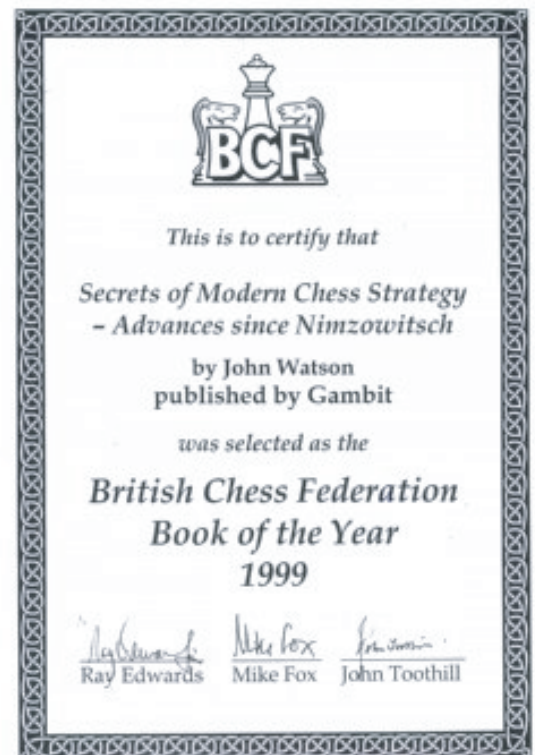 BCF
This is to certify that
Secrets of Modern Chess Strategy
– Advances since Nimzowitsch
by John Watson
published by Gambit
was selected as the
British Chess Federation
Book of the Year
1999
Mike Fox
Ray Edwards Mike Fox John Toothill